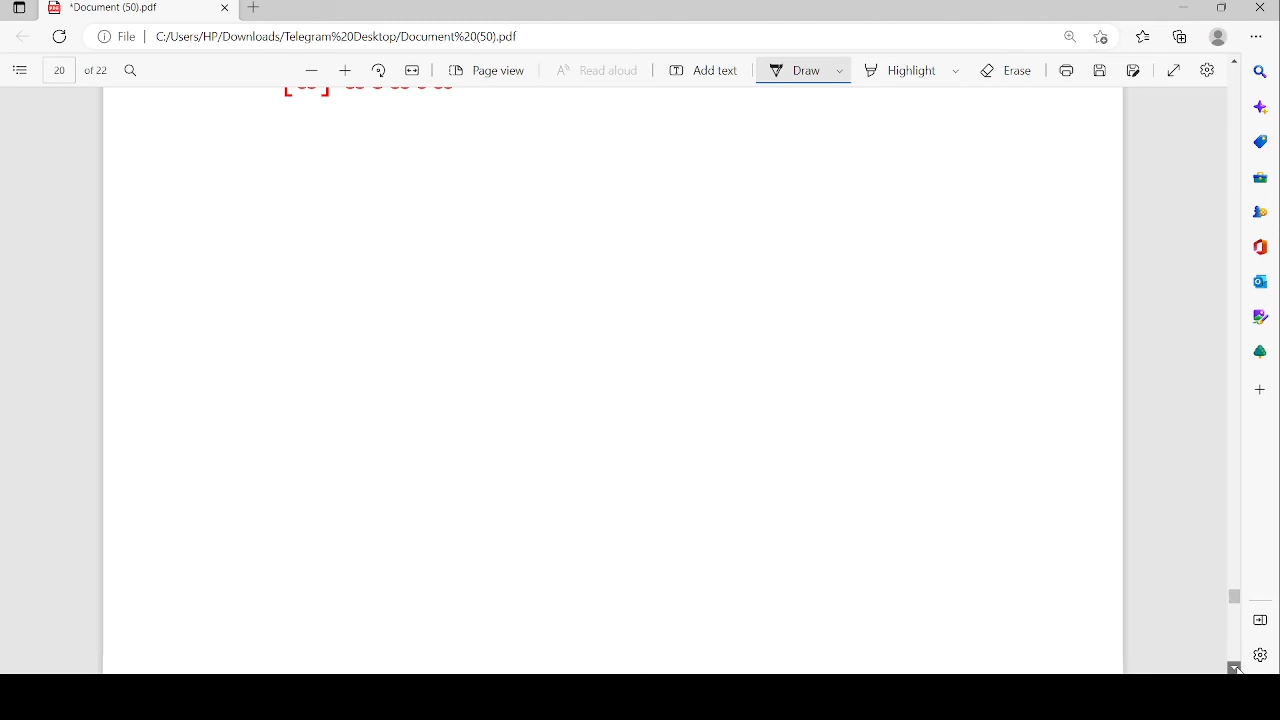 *Document (50).pdf
File
C:/Users/HP/Downloads/Telegram%20Desktop/Document%20(50).pdf
20 of 22
Page view
Read aloud
Add text
Draw
Highlight
Erase